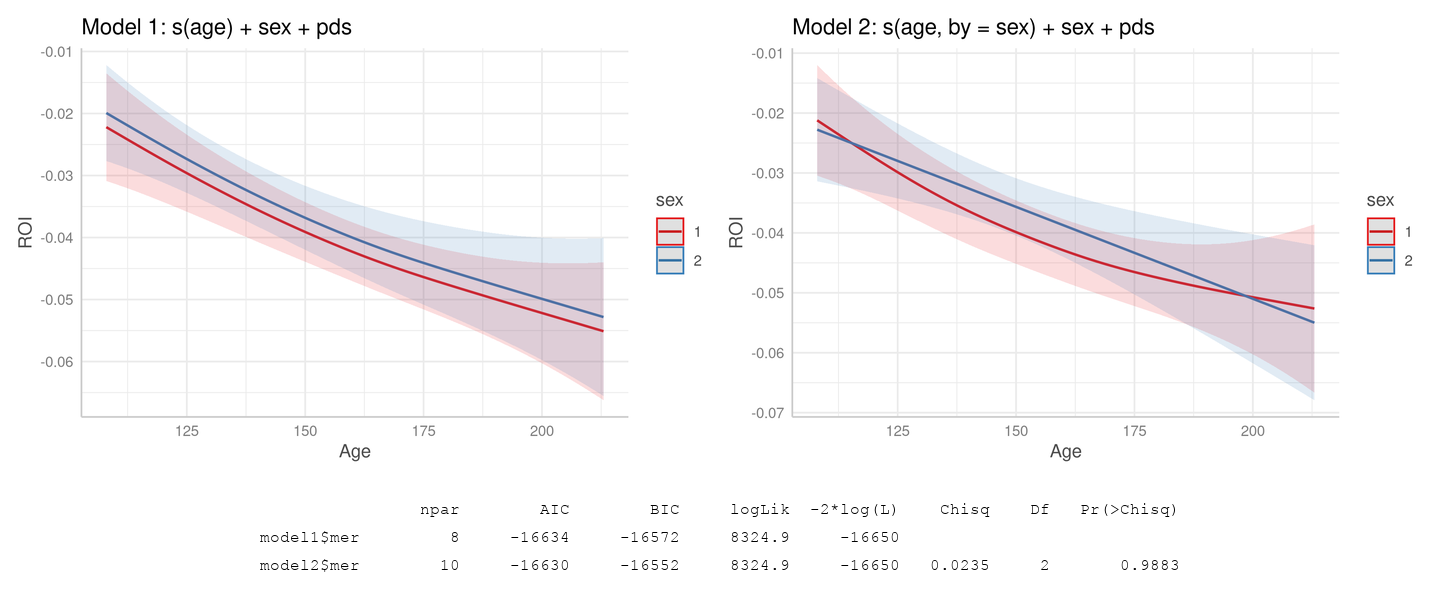 Model 1: s(age) + sex + pds
-0.01
-0.02
-0.03
-0.04
-0.05
-0.06
ROI
125
150
175
200
Age
sex
1
2
Model 2: s(age, by = sex) + sex + pds
-0.01
-0.02
-0.03
-0.04
-0.05
-0.06
-0.07
ROI
125
150
175
200
Age
sex
1
2
npar AIC BIC logLik -2*log(L) Chisq Df Pr(>Chisq)
model1$mer 8 -16634 -16572 8324.9 -16650
model2$mer 10 -16630 -16552 8324.9 -16650 0.0235 2 0.9883